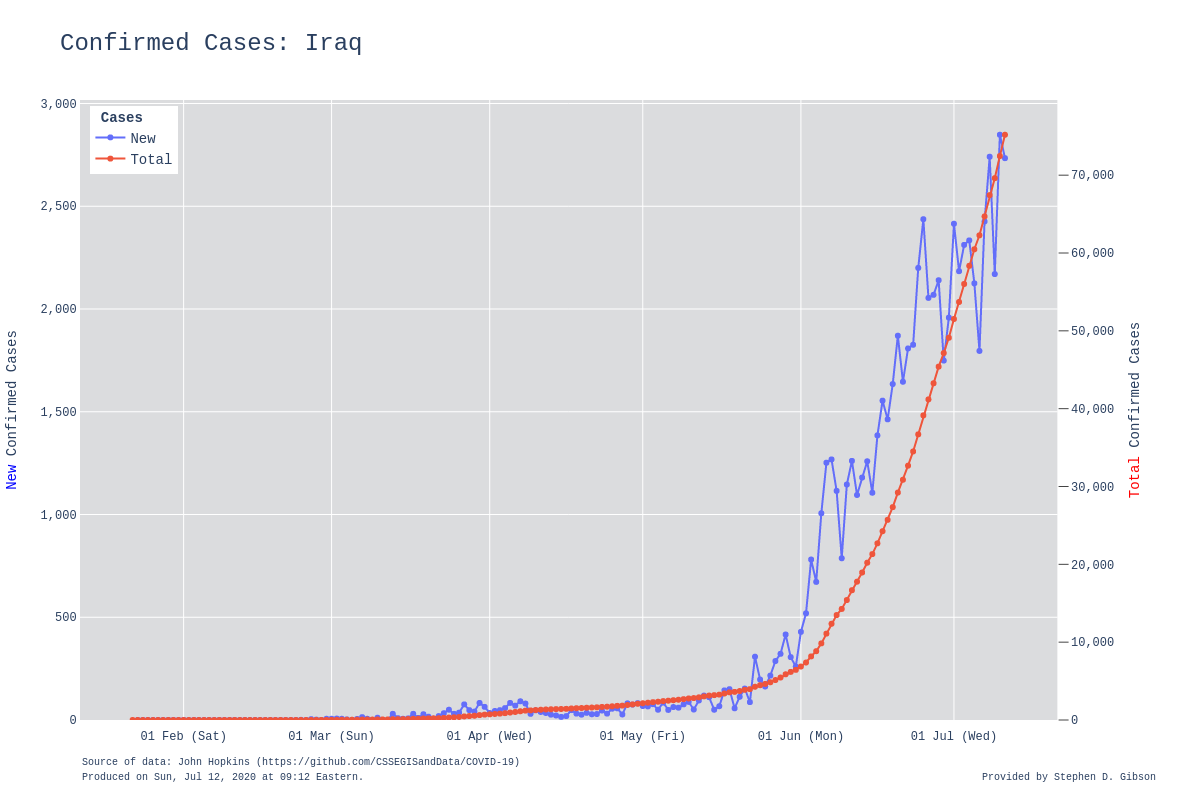 Confirmed Cases: Iraq
Cases
New
Total
3,000
2,500
2,000
1,500
1,000
500
0
New Confirmed Cases
70,000
60,000
50,000
40,000
30,000
20,000
10,000
0
Total Confirmed Cases
01 Feb (Sat) 01 Mar (Sun) 01 Apr (Wed) 01 May (Fri) 01 Jun (Mon) 01 Jul (Wed)
Source of data: John Hopkins (https://github.com/CSSEGISandData/COVID-19)
Produced on Sun, Jul 12, 2020 at 09:12 Eastern.
Provided by Stephen D. Gibson